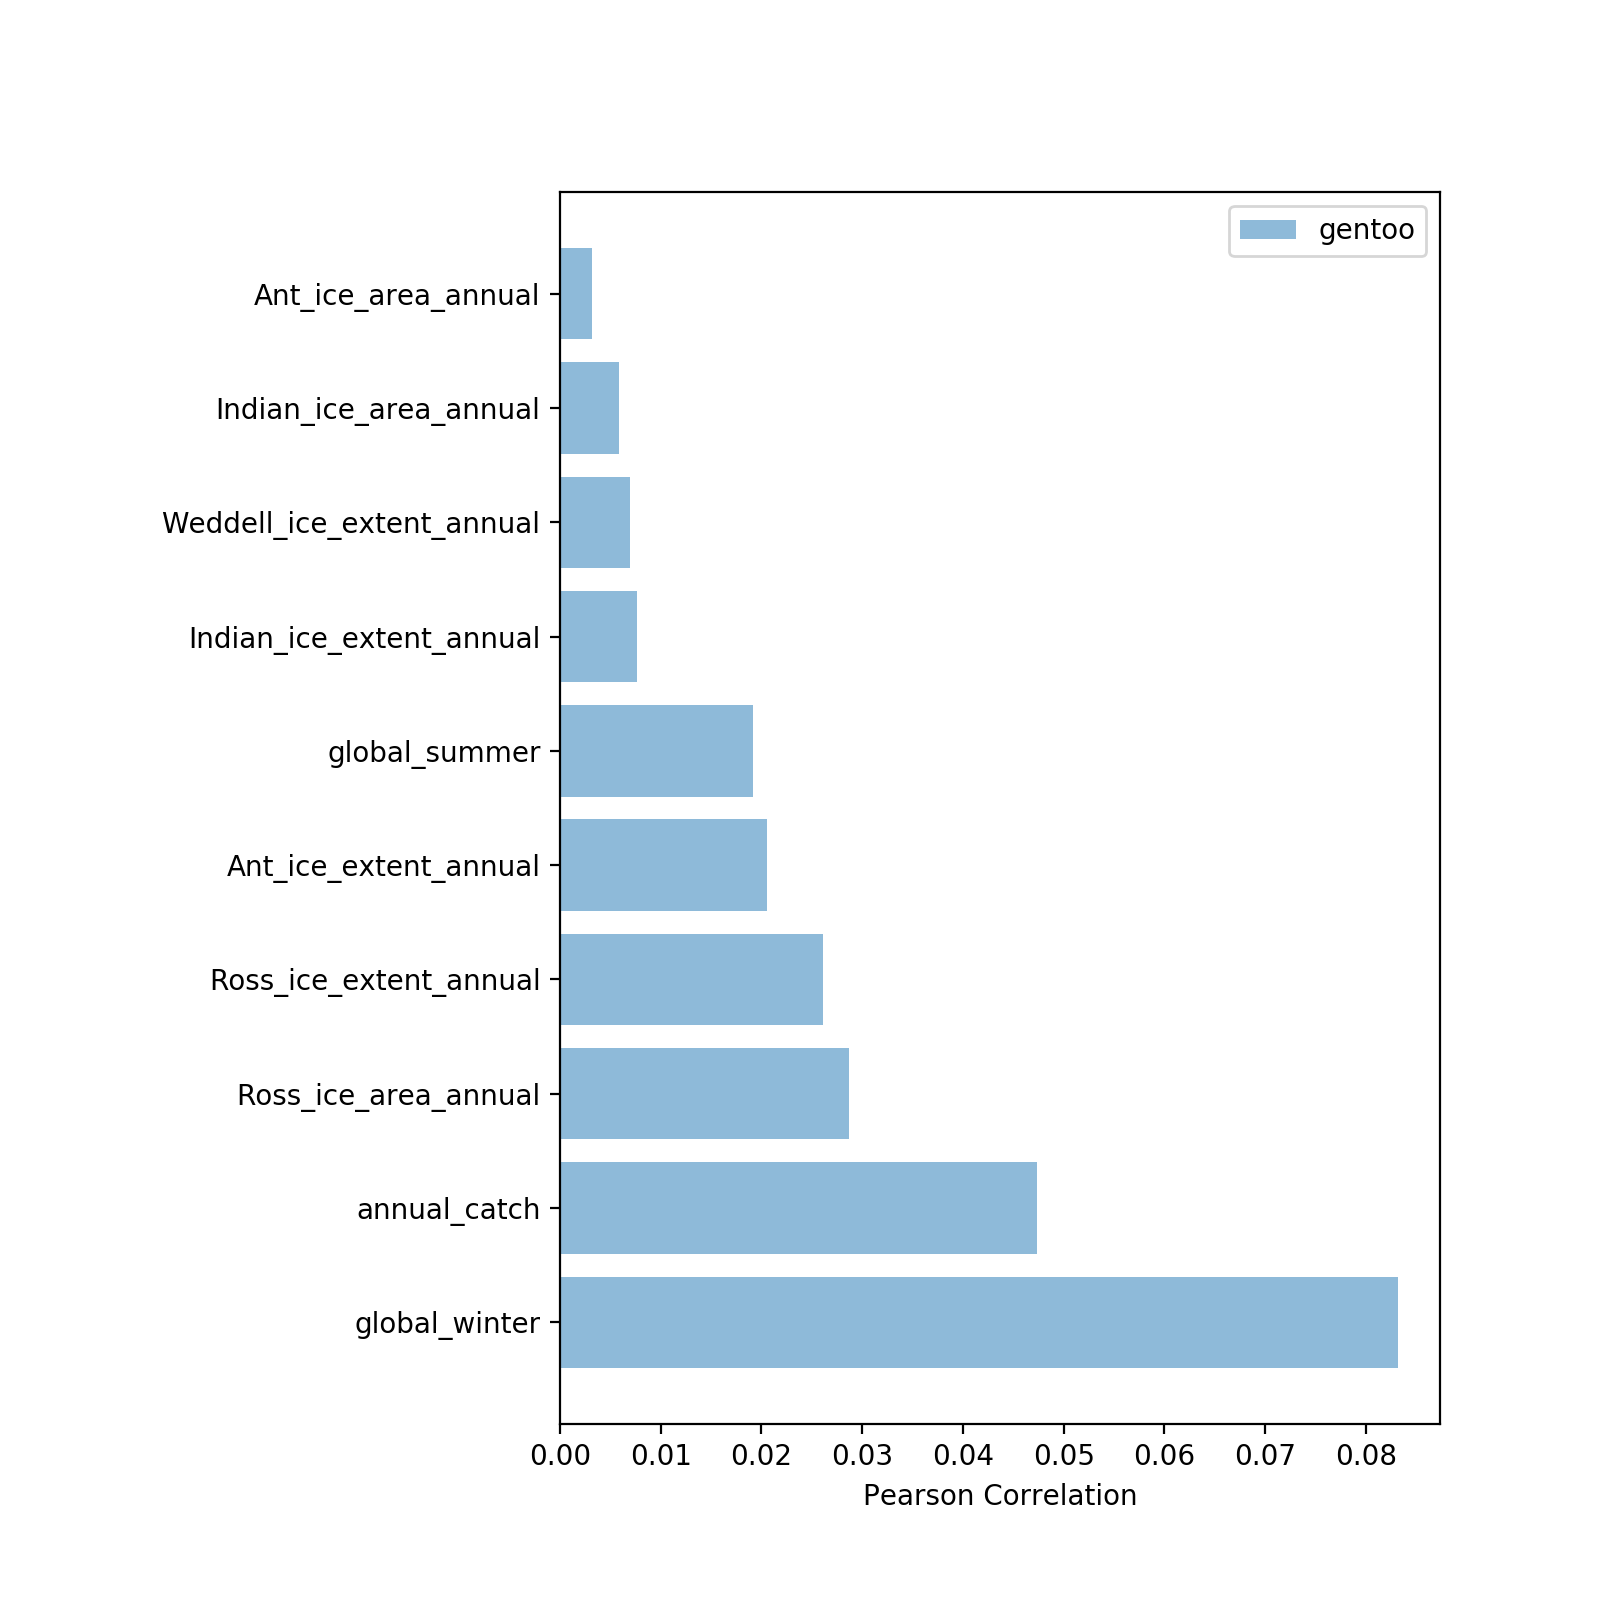 gentoo
Ant_ice_area_annual
Indian_ice_area_annual
Weddell_ice_extent_annual
Indian_ice_extent_annual
global_summer
Ant_ice_extent_annual
Ross_ice_extent_annual
Ross_ice_area_annual
annual_catch
global_winter
0.00 0.01 0.02 0.03 0.04 0.05 0.06 0.07 0.08
Pearson Correlation